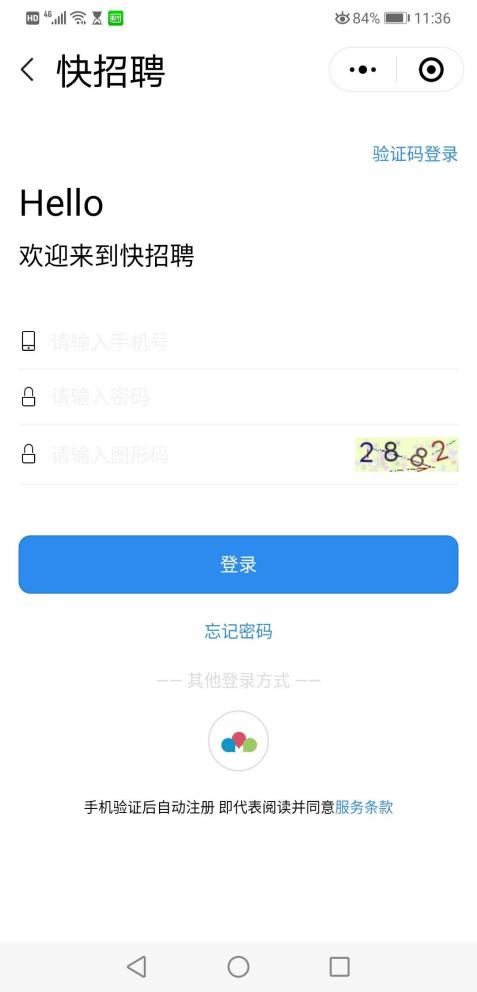 HD 4G 84% 11:36
快招聘
验证码登录
Hello
欢迎来到快招聘
请输入手机号
请输入密码
请输入图形码
2882
登录
忘记密码
—— 其他登录方式 ——
手机验证后自动注册 即代表阅读并同意服务条款